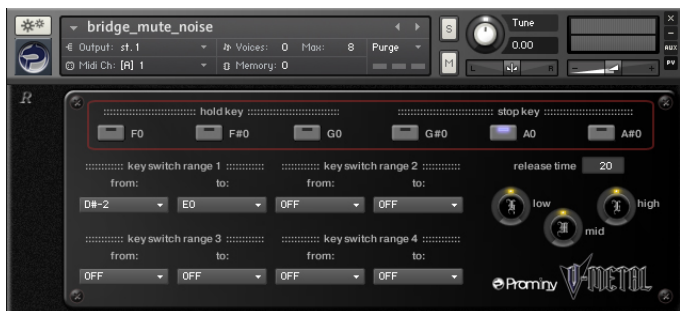 bridge_mute_noise
S
Tune
0.00
Output: st.1
Voices: 0 Max: 8
Purge
AUX
Midi Ch: [A] 1
Memory: 0
M
L R
- +
PV
R
hold key
stop key
F0 F#0 G0 G#0 A0 A#0
key switch range 1
key switch range 2
release time 20
from: to: from: to:
D#-2 E0 OFF OFF
low high
mid
key switch range 3
key switch range 4
from: to: from: to:
OFF OFF OFF OFF
Prominy V-METAL